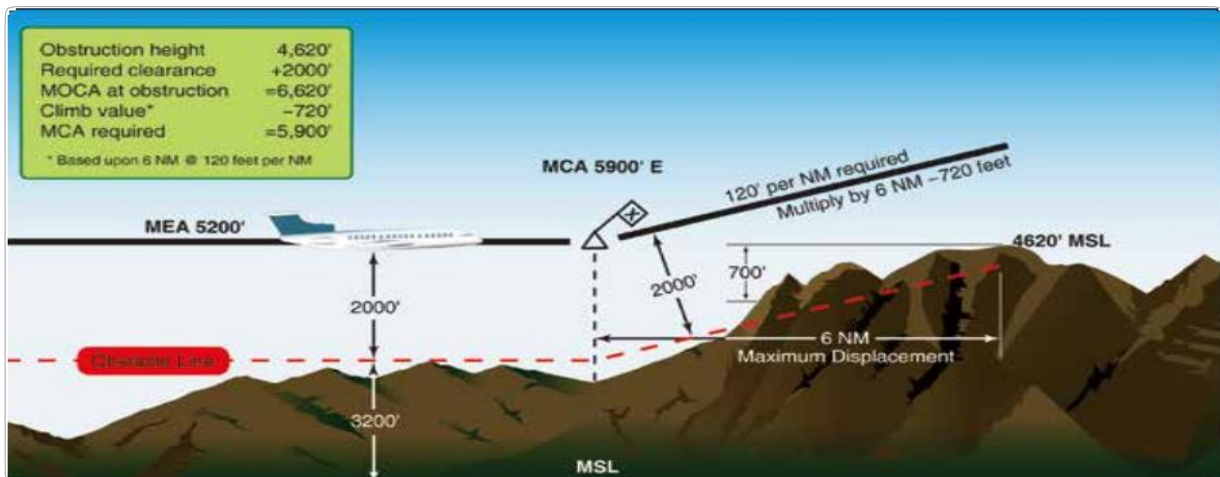 Obstruction height 4,620'
Required clearance +2000'
MOCA at obstruction =6,620'
Climb value* –720'
MCA required =5,900'
* Based upon 6 NM @ 120 feet per NM
MCA 5900' E
120' per NM required
Multiply by 6 NM –720 feet
MEA 5200'
4620' MSL
700'
2000'
2000'
6 NM
Maximum Displacement
Obstacle Line
3200'
MSL